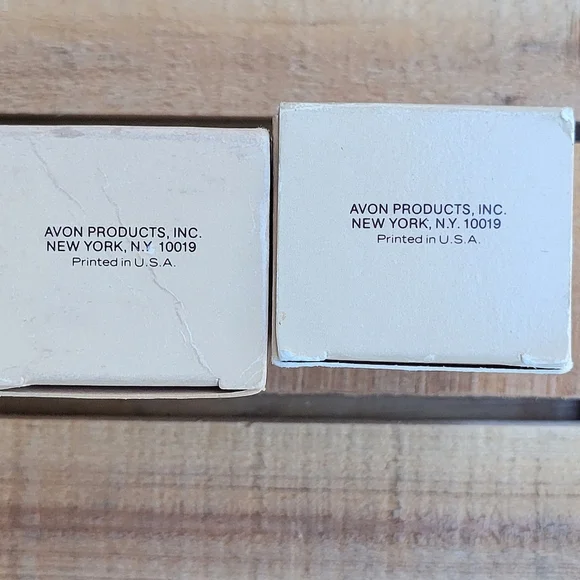 AVON PRODUCTS, INC.
NEW YORK, N.Y. 10019
Printed in U.S.A.
AVON PRODUCTS, INC.
NEW YORK, N.Y. 10019
Printed in U.S.A.